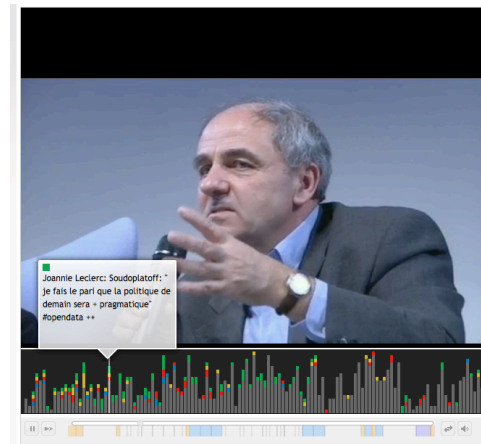 Joannie Leclerc: Soudoplatoff: "
je fais le pari que la politique de
demain sera + pragmatique"
#opendata ++